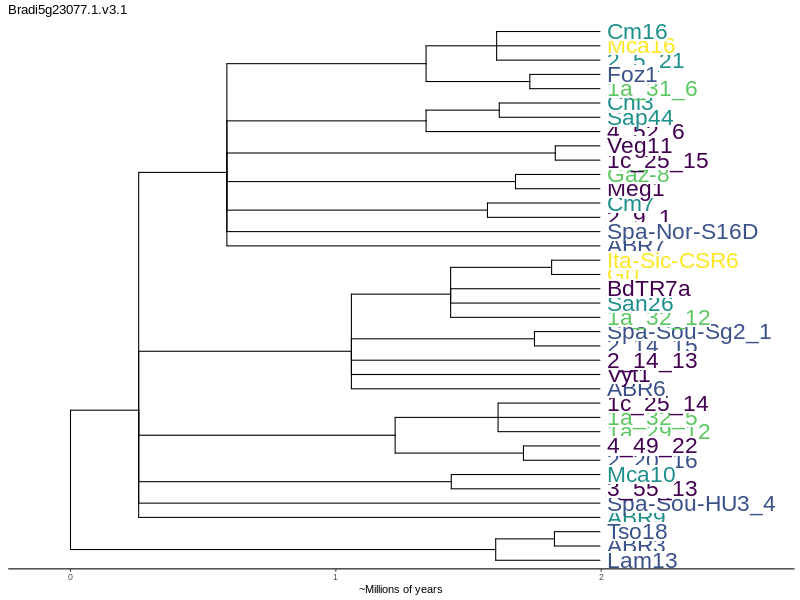 Bradi5g23077.1.v3.1
Cm16
Mca16
2_5_21
Foz1
1a_31_6
Cm3
Sap44
4_52_6
Veg11
1c_25_15
Gaz-8
Meg1
Cm7
2_9_1
Spa-Nor-S16D
ABR7
Ita-Sic-CSR6
BdTR7a
San26
1a_32_12
Spa-Sou-Sg2_1
2_14_15
2_14_13
Vyt1
ABR6
1c_25_14
1a_32_5
1a_29_12
4_49_22
2_20_16
Mca10
3_55_13
Spa-Sou-HU3_4
ABR9
Tso18
ABR3
Lam13
0 1 2
~Millions of years